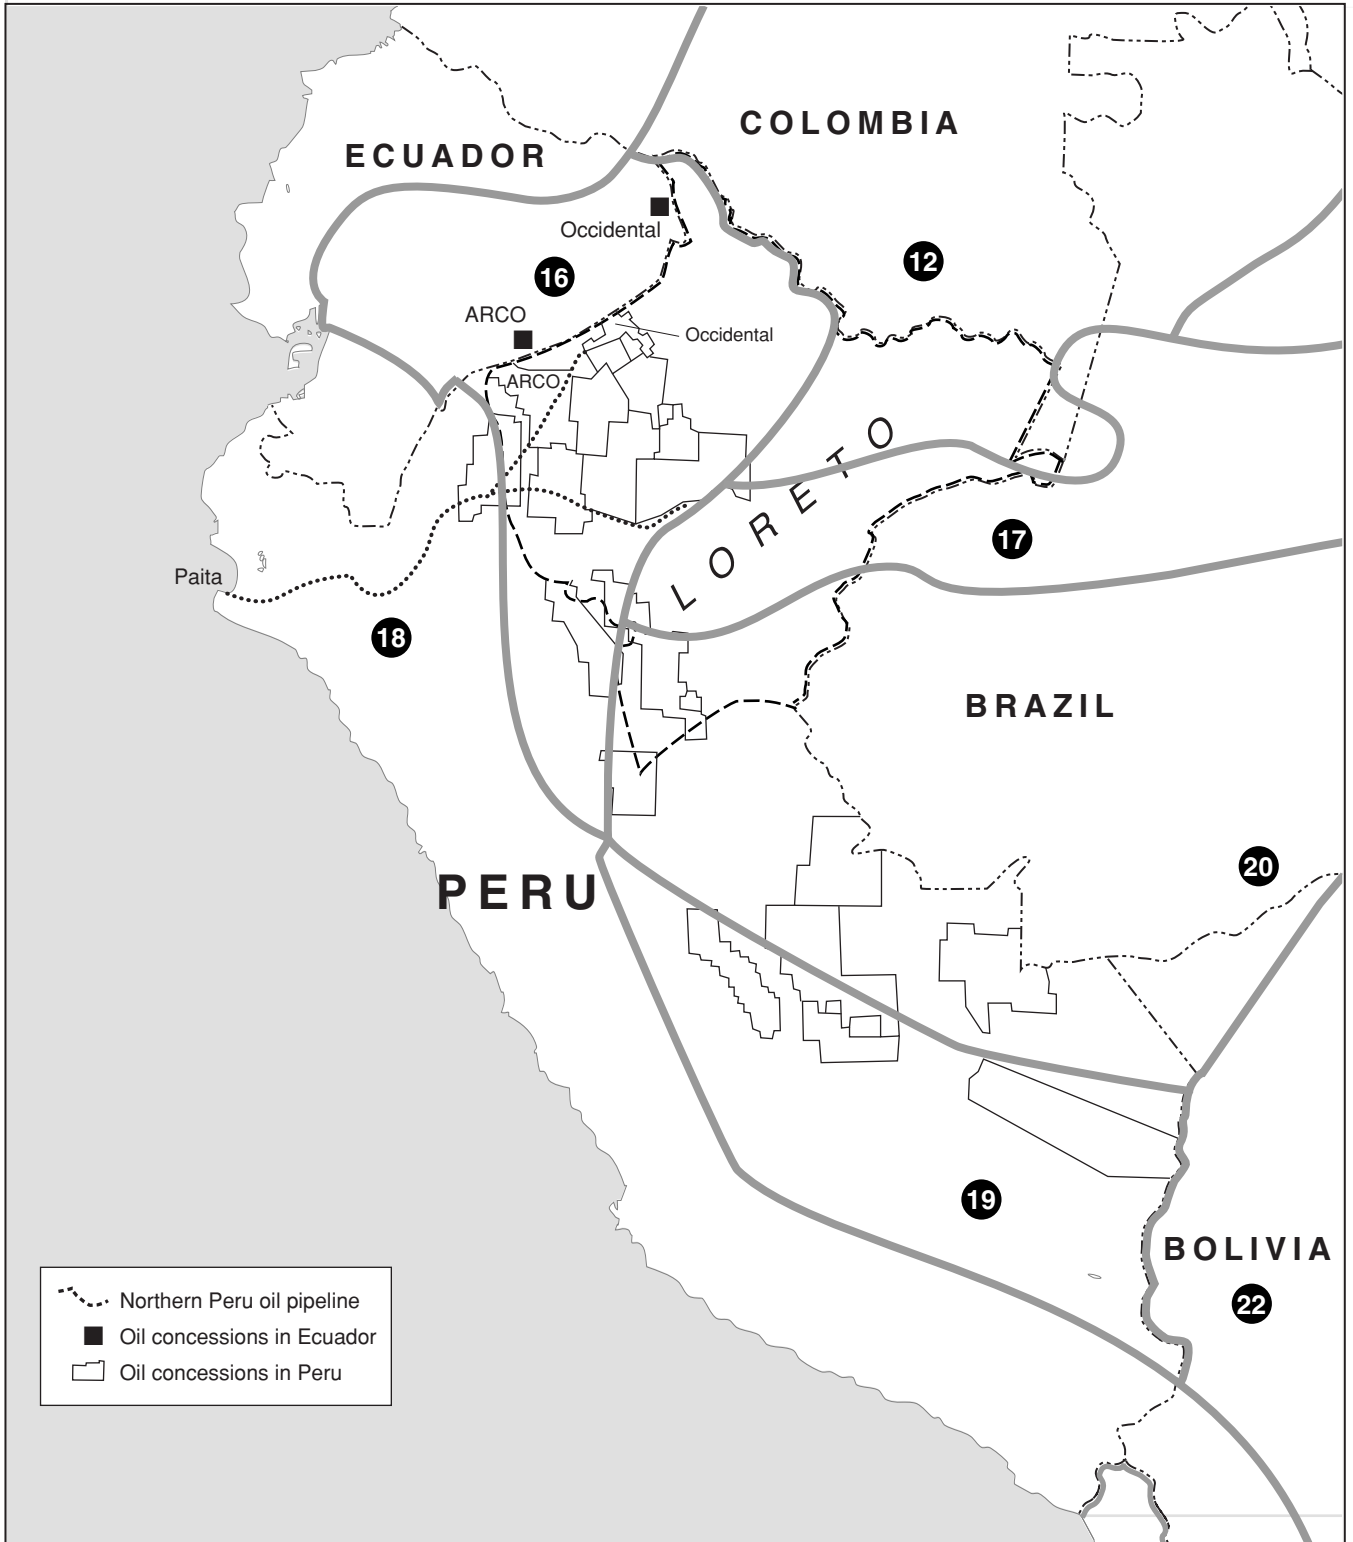 COLOMBIA
ECUADOR
Occidental
12
16
ARCO
Occidental
ARCO
LORETO
17
Paita
18
BRAZIL
20
PERU
19
BOLIVIA
22
Northern Peru oil pipeline
Oil concessions in Ecuador
Oil concessions in Peru